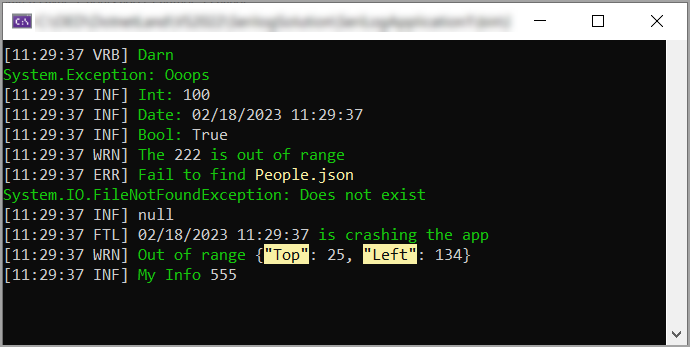 [11:29:37 VRB] Darn
System.Exception: Ooops
[11:29:37 INF] Int: 100
[11:29:37 INF] Date: 02/18/2023 11:29:37
[11:29:37 INF] Bool: True
[11:29:37 WRN] The 222 is out of range
[11:29:37 ERR] Fail to find People.json
System.IO.FileNotFoundException: Does not exist
[11:29:37 INF] null
[11:29:37 FTL] 02/18/2023 11:29:37 is crashing the app
[11:29:37 WRN] Out of range {"Top": 25, "Left": 134}
[11:29:37 INF] My Info 555